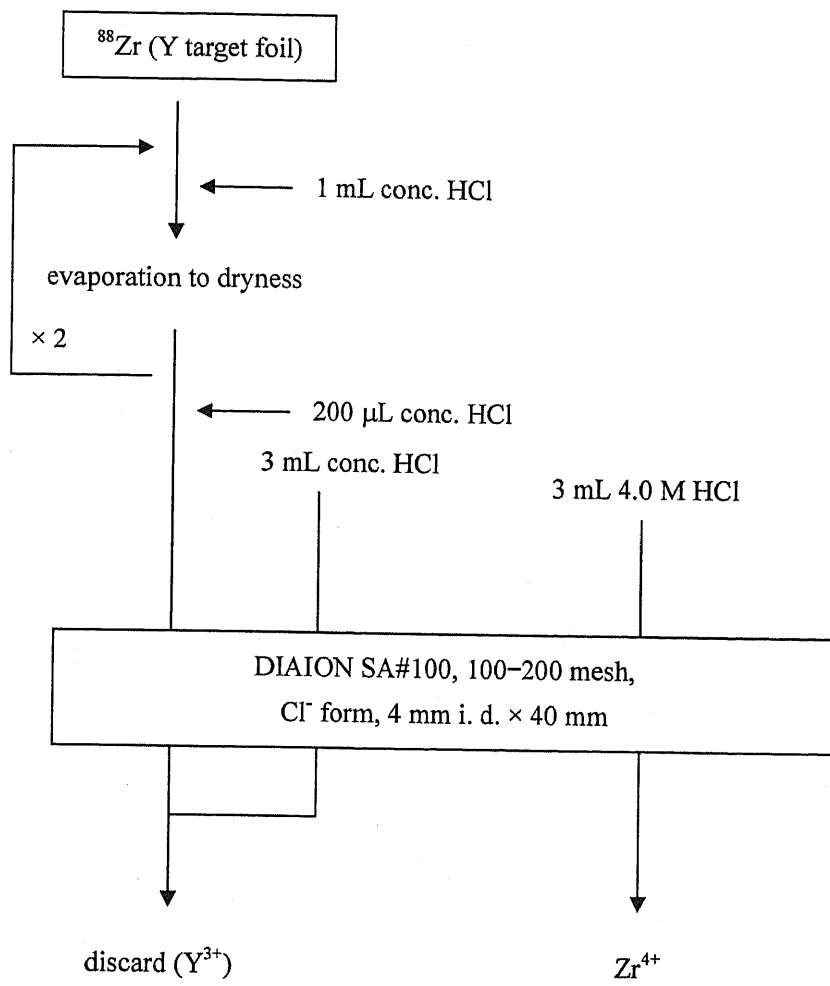 ⁸⁸Zr (Y target foil)
1 mL conc. HCl
evaporation to dryness
× 2
200 μL conc. HCl
3 mL conc. HCl
3 mL 4.0 M HCl
DIAION SA#100, 100−200 mesh,
Cl⁻ form, 4 mm i. d. × 40 mm
discard (Y³⁺)
Zr⁴⁺